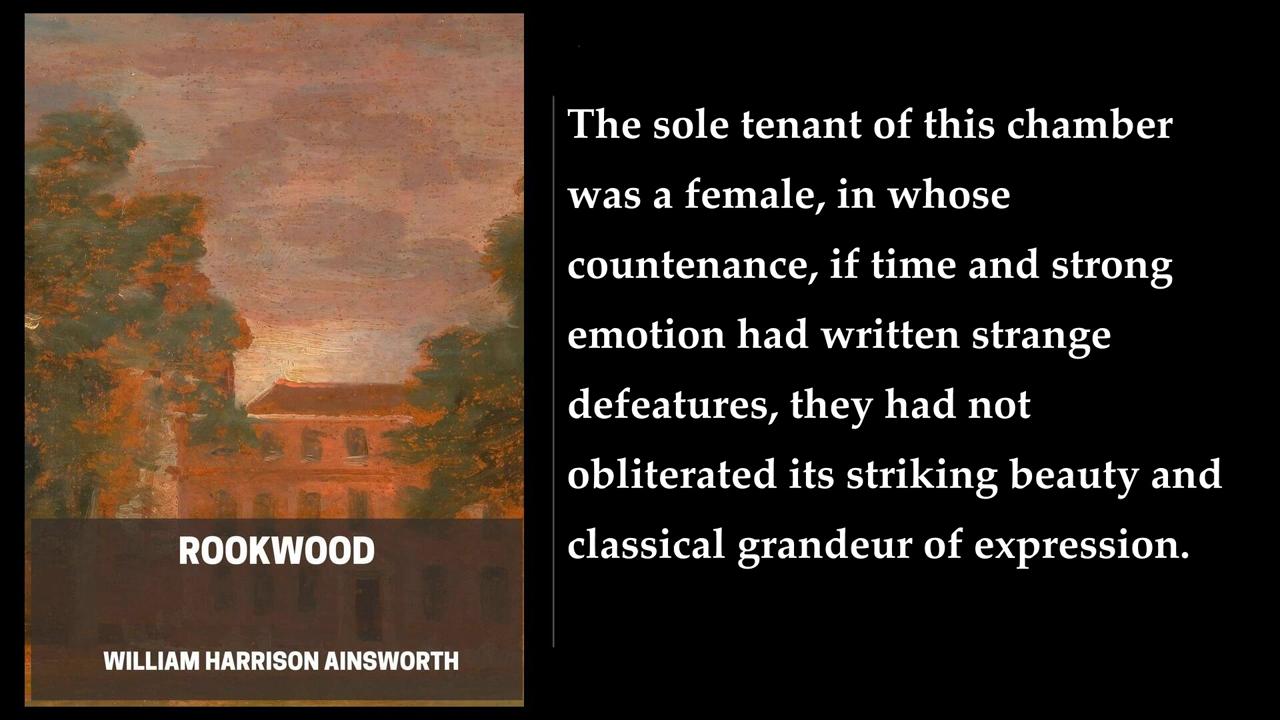 ROOKWOOD
WILLIAM HARRISON AINSWORTH
The sole tenant of this chamber
was a female, in whose
countenance, if time and strong
emotion had written strange
defeatures, they had not
obliterated its striking beauty and
classical grandeur of expression.